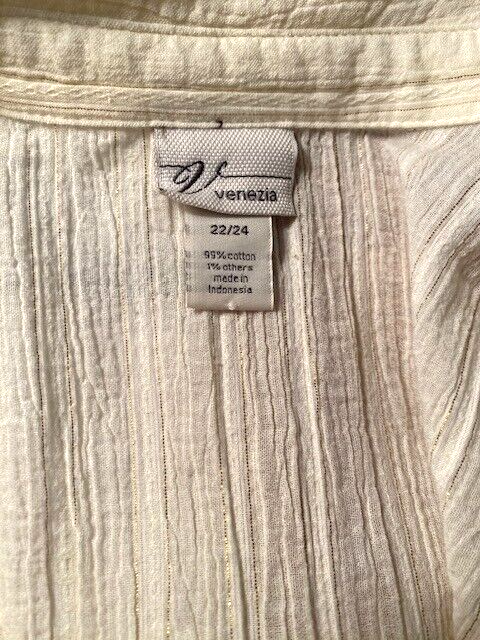 V
venezia
22/24
99% cotton
1% others
made in
Indonesia